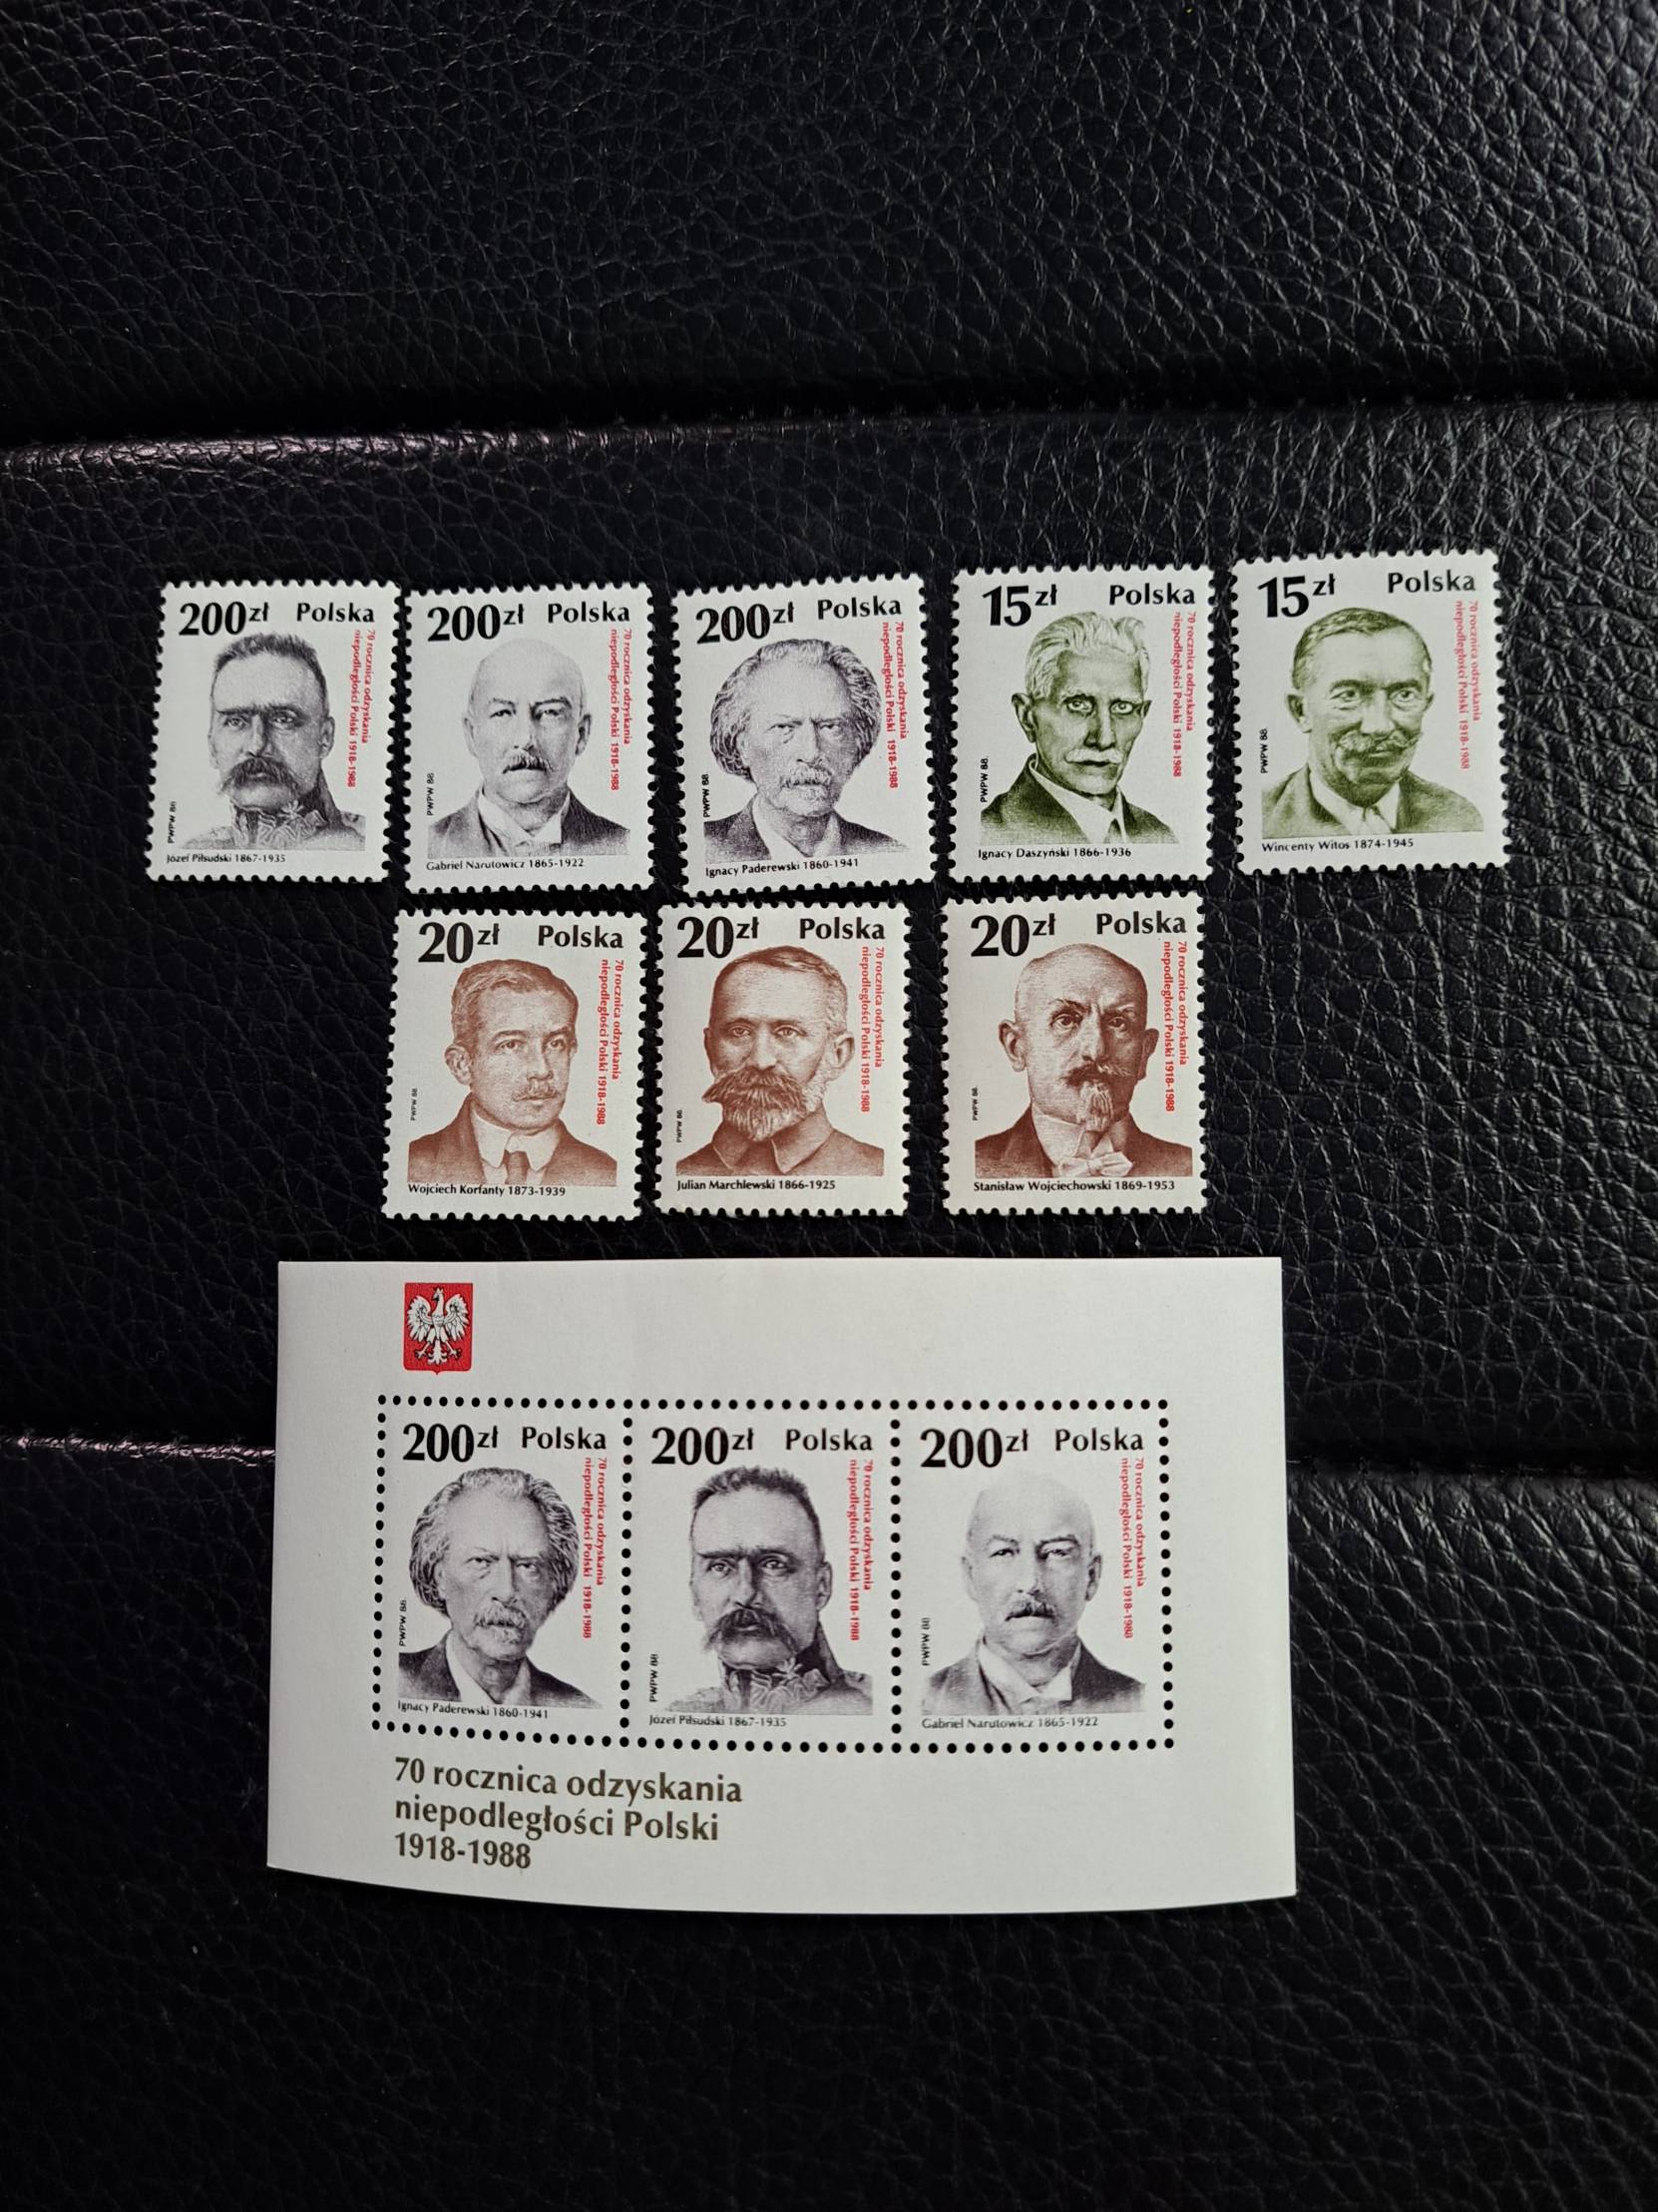 200zł Polska
70 rocznica odzyskania
niepodległości Polski 1918-1988
PWPW 88
Józef Piłsudski 1867-1935
200zł Polska
70 rocznica odzyskania
niepodległości Polski 1918-1988
PWPW 88
Gabriel Narutowicz 1865-1922
200zł Polska
70 rocznica odzyskania
niepodległości Polski 1918-1988
PWPW 88
Ignacy Paderewski 1860-1941
15zł Polska
70 rocznica odzyskania
niepodległości Polski 1918-1988
PWPW 88
Ignacy Daszyński 1866-1936
15zł Polska
70 rocznica odzyskania
niepodległości Polski 1918-1988
PWPW 88
Wincenty Witos 1874-1945
20zł Polska
70 rocznica odzyskania
niepodległości Polski 1918-1988
PWPW 88
Wojciech Korfanty 1873-1939
20zł Polska
70 rocznica odzyskania
niepodległości Polski 1918-1988
PWPW 88
Julian Marchlewski 1866-1925
20zł Polska
70 rocznica odzyskania
niepodległości Polski 1918-1988
PWPW 88
Stanisław Wojciechowski 1869-1953
200zł Polska
70 rocznica odzyskania
niepodległości Polski 1918-1988
PWPW 88
Ignacy Paderewski 1860-1941
200zł Polska
70 rocznica odzyskania
niepodległości Polski 1918-1988
PWPW 88
Józef Piłsudski 1867-1935
200zł Polska
70 rocznica odzyskania
niepodległości Polski 1918-1988
PWPW 88
Gabriel Narutowicz 1865-1922
70 rocznica odzyskania
niepodległości Polski
1918-1988